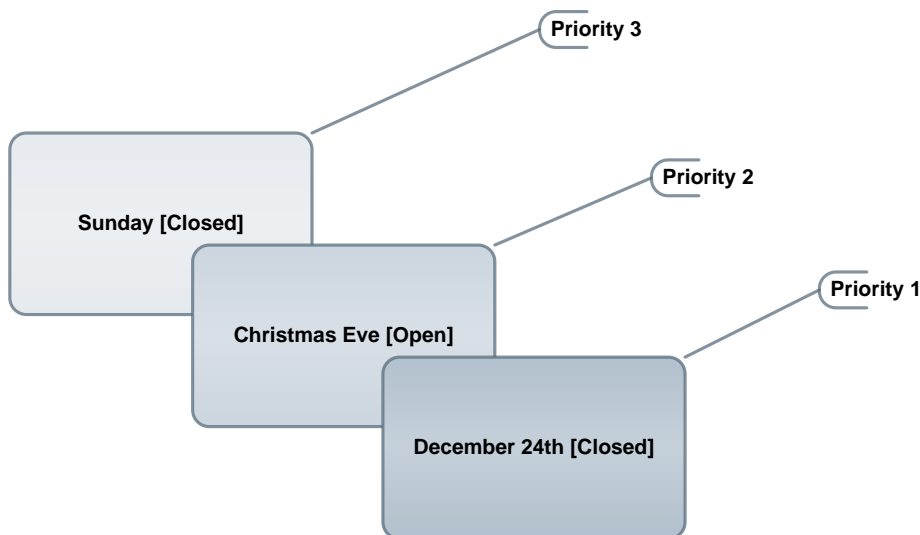 Priority 3
Sunday [Closed]
Priority 2
Christmas Eve [Open]
Priority 1
December 24th [Closed]